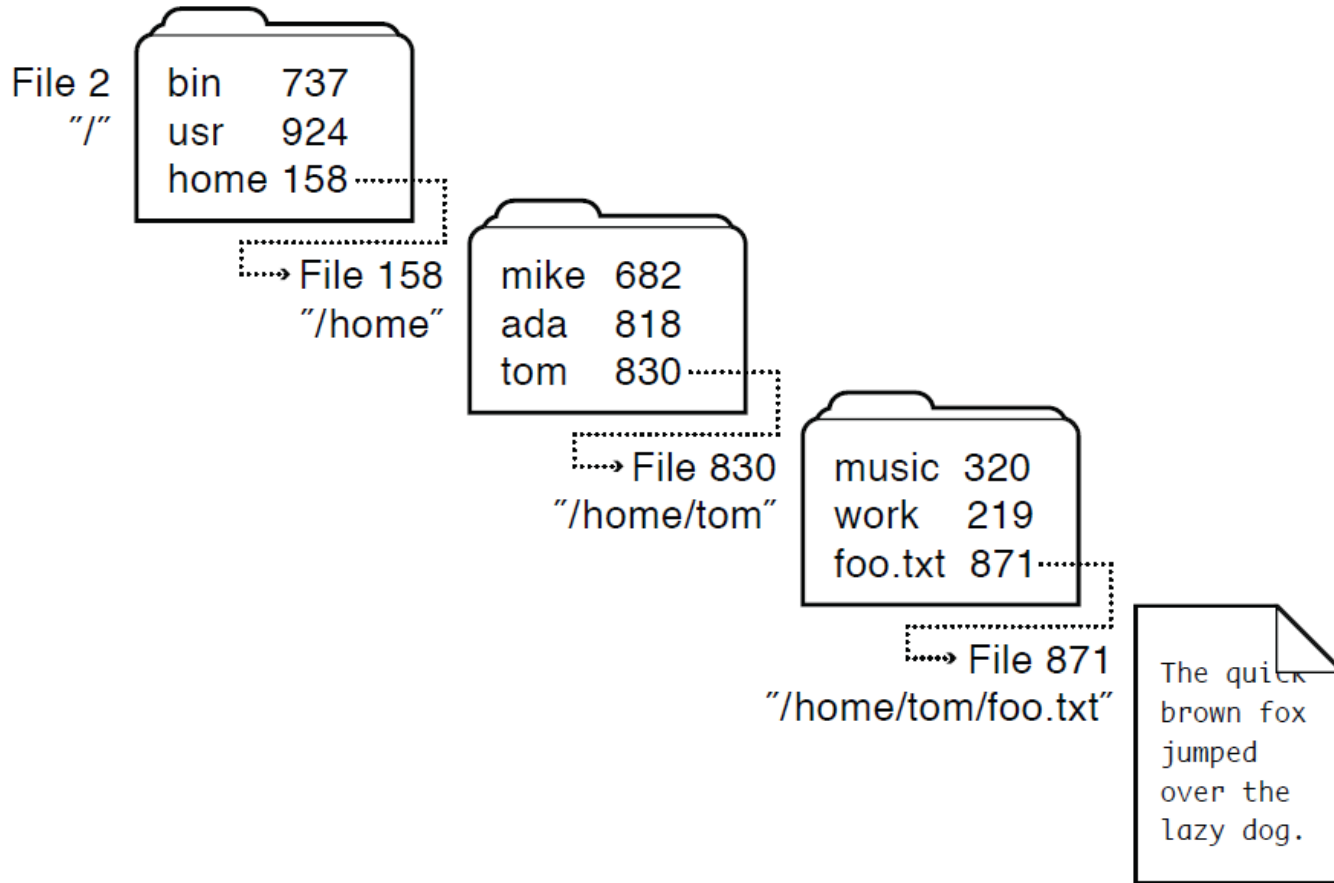 File 2
"/"
bin 737
usr 924
home 158
File 158
"/home"
mike 682
ada 818
tom 830
File 830
"/home/tom"
music 320
work 219
foo.txt 871
File 871
"/home/tom/foo.txt"
The quick
brown fox
jumped
over the
lazy dog.